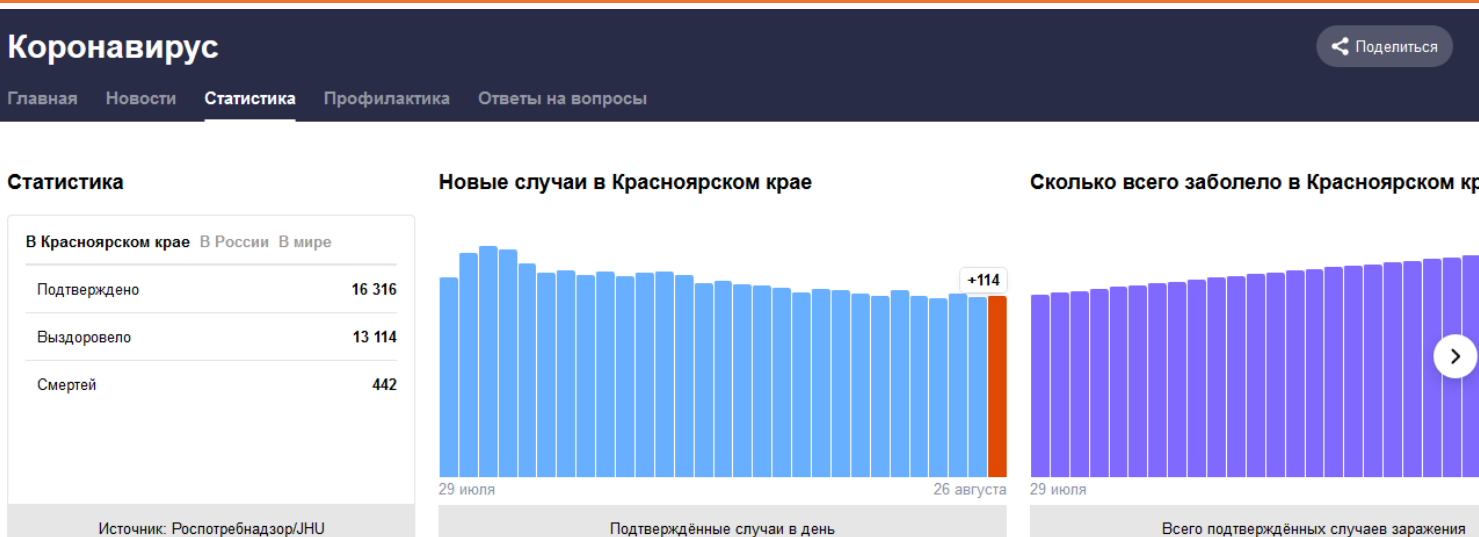 Коронавирус
Поделиться
Главная Новости Статистика Профилактика Ответы на вопросы
Статистика
В Красноярском крае В России В мире
Подтверждено 16 316
Выздоровело 13 114
Смертей 442
Источник: Роспотребнадзор/JHU
Новые случаи в Красноярском крае
+114
29 июля 26 августа
Подтверждённые случаи в день
Сколько всего заболело в Красноярском кр
29 июля
Всего подтверждённых случаев заражения